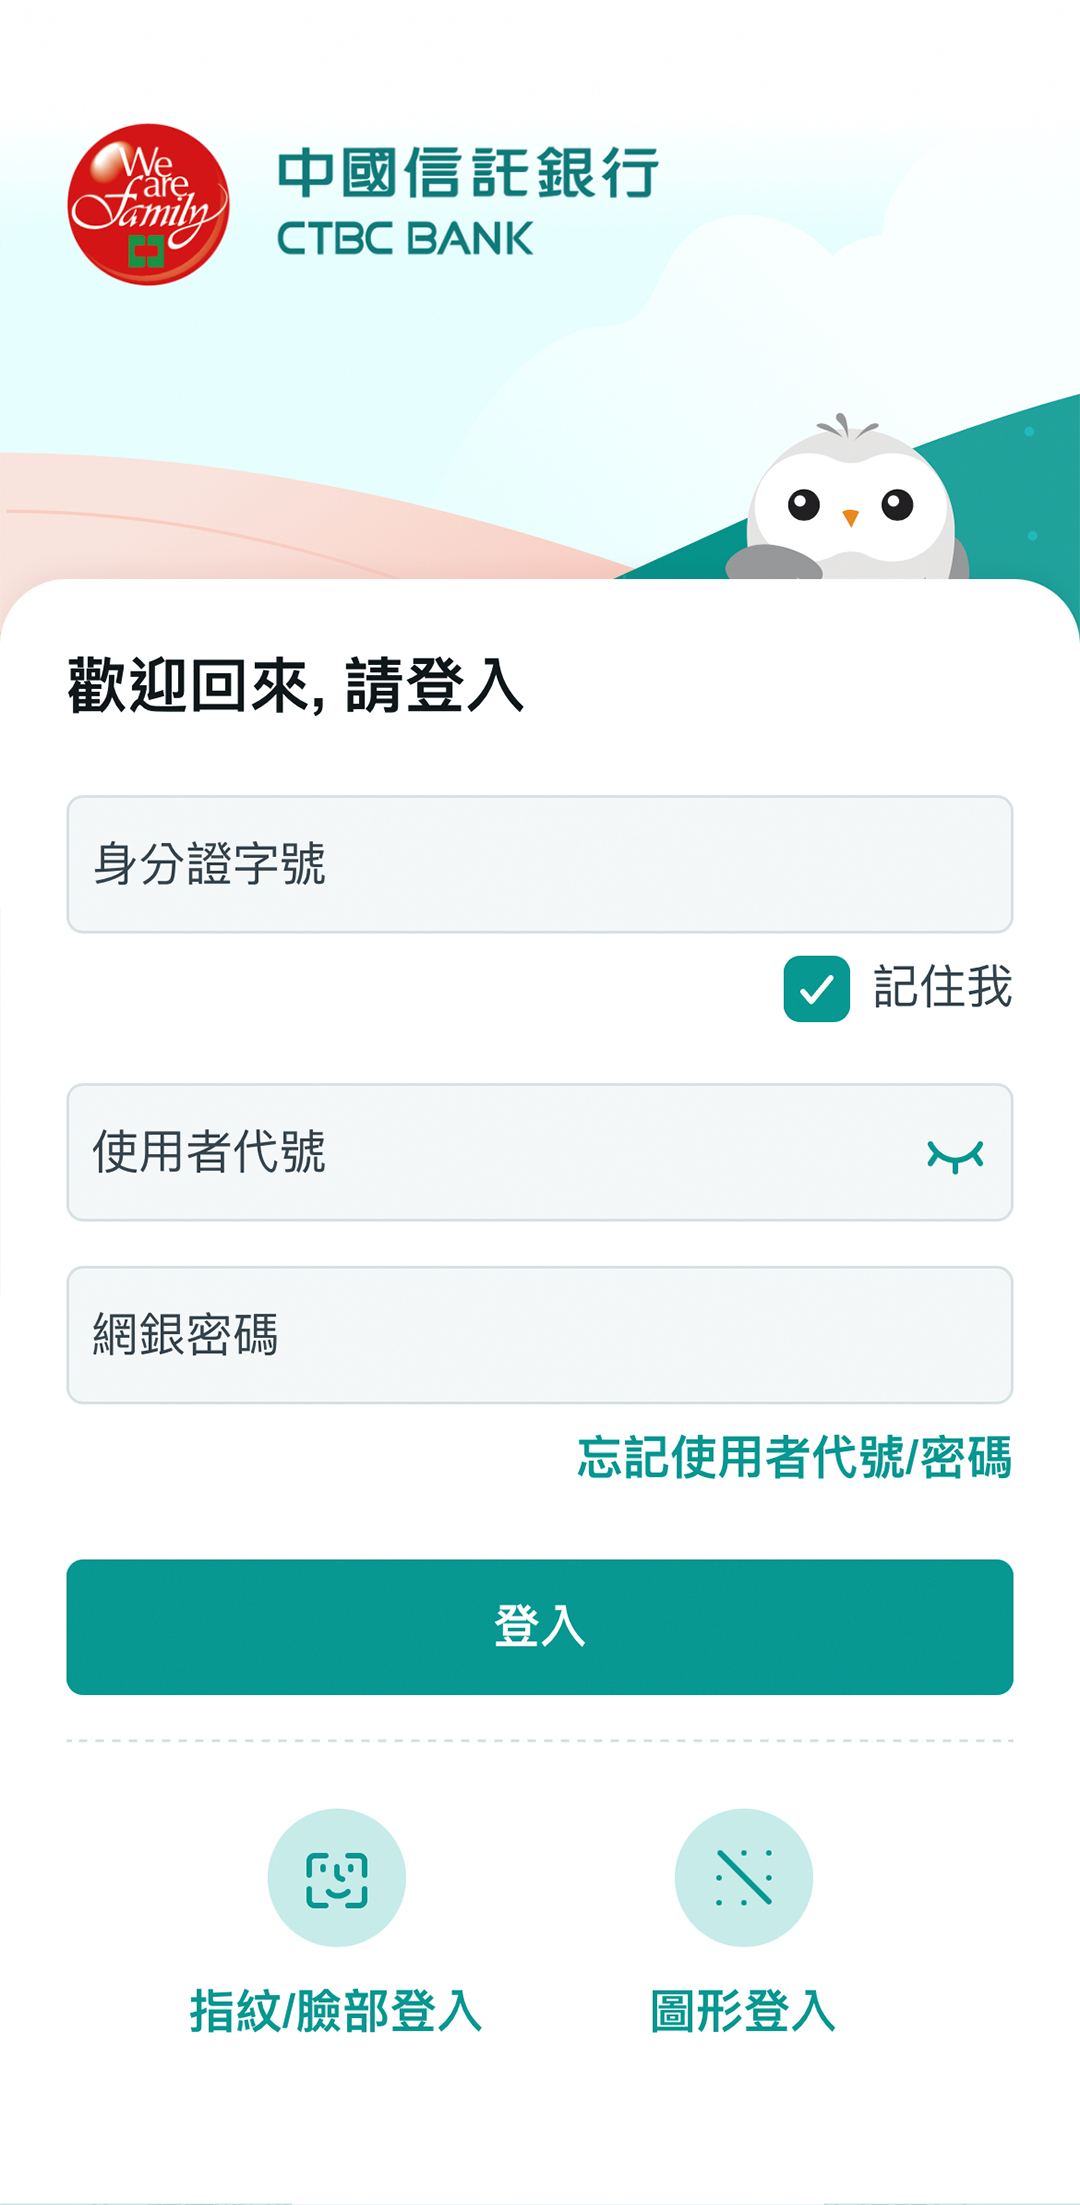 We
are
Family
中國信託銀行
CTBC BANK
歡迎回來, 請登入
身分證字號
記住我
使用者代號
網銀密碼
忘記使用者代號/密碼
登入
指紋/臉部登入
圖形登入